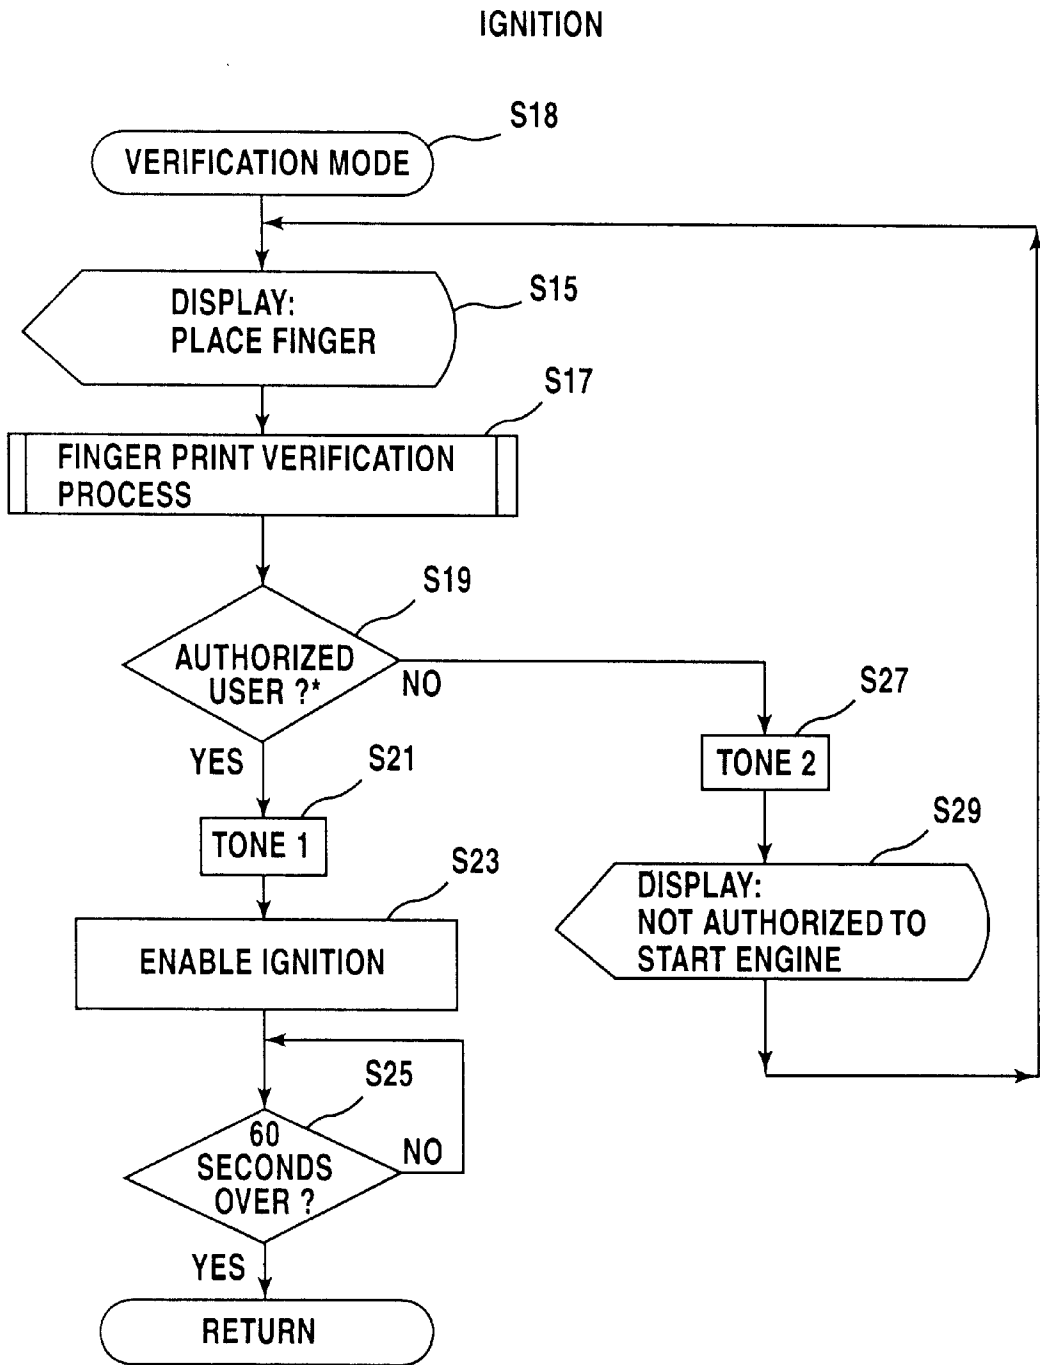 IGNITION
S18
VERIFICATION MODE
S15
DISPLAY:
PLACE FINGER
S17
FINGER PRINT VERIFICATION
PROCESS
S19
AUTHORIZED
USER ?*
NO
YES
S27
TONE 2
S21
TONE 1
S29
DISPLAY:
NOT AUTHORIZED TO
START ENGINE
S23
ENABLE IGNITION
S25
60
SECONDS
OVER ?
NO
YES
RETURN